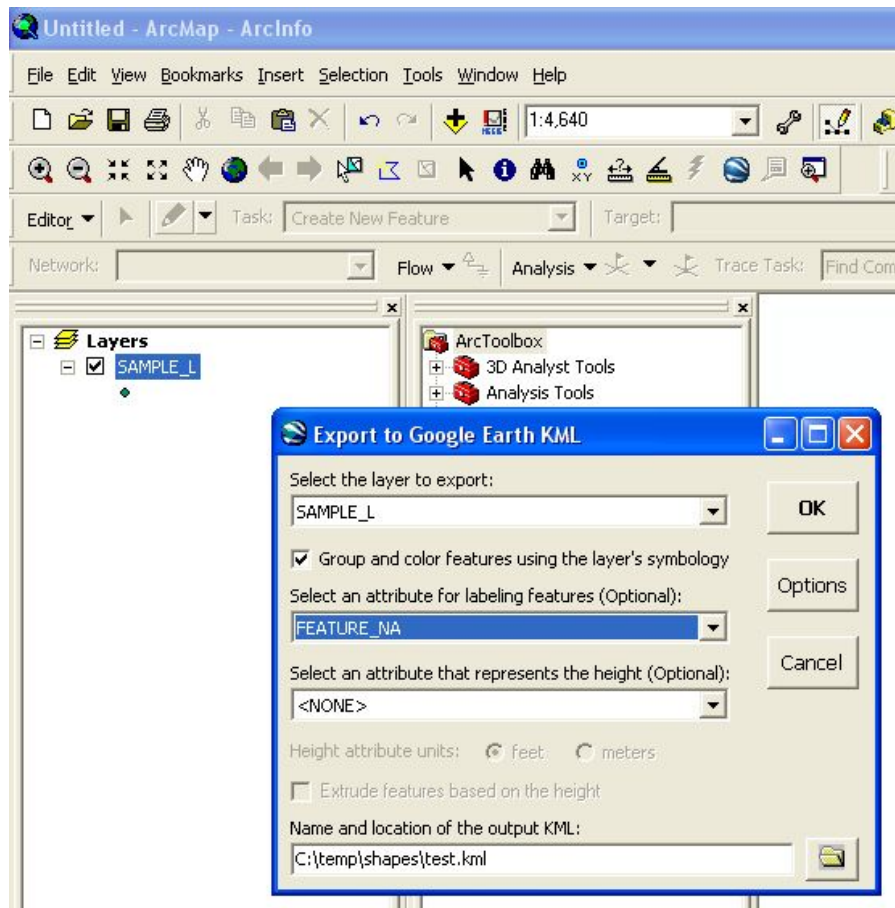 Untitled - ArcMap - ArcInfo
File Edit View Bookmarks Insert Selection Tools Window Help
1:4,640
Editor Task: Create New Feature Target:
Network: Flow Analysis Trace Task: Find Com
Layers
SAMPLE_L
ArcToolbox
3D Analyst Tools
Analysis Tools
Export to Google Earth KML
Select the layer to export:
SAMPLE_L
OK
Group and color features using the layer's symbology
Select an attribute for labeling features (Optional):
Options
FEATURE_NA
Select an attribute that represents the height (Optional):
Cancel
<NONE>
Height attribute units: feet meters
Extrude features based on the height
Name and location of the output KML:
C:\temp\shapes\test.kml